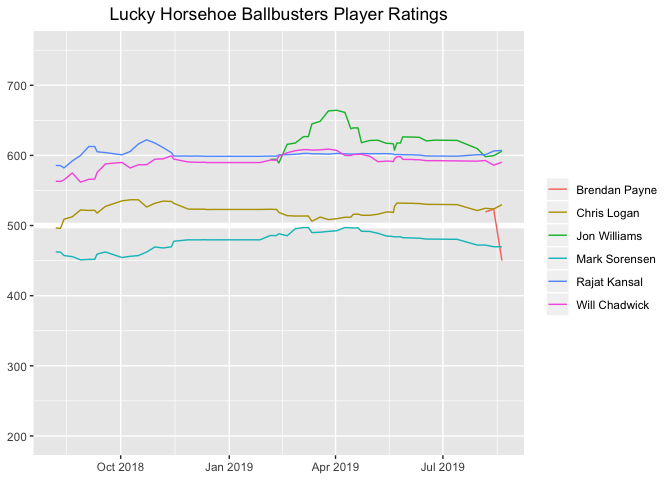 Lucky Horsehoe Ballbusters Player Ratings
700
600
500
400
300
200
Oct 2018
Jan 2019
Apr 2019
Jul 2019
Brendan Payne
Chris Logan
Jon Williams
Mark Sorensen
Rajat Kansal
Will Chadwick